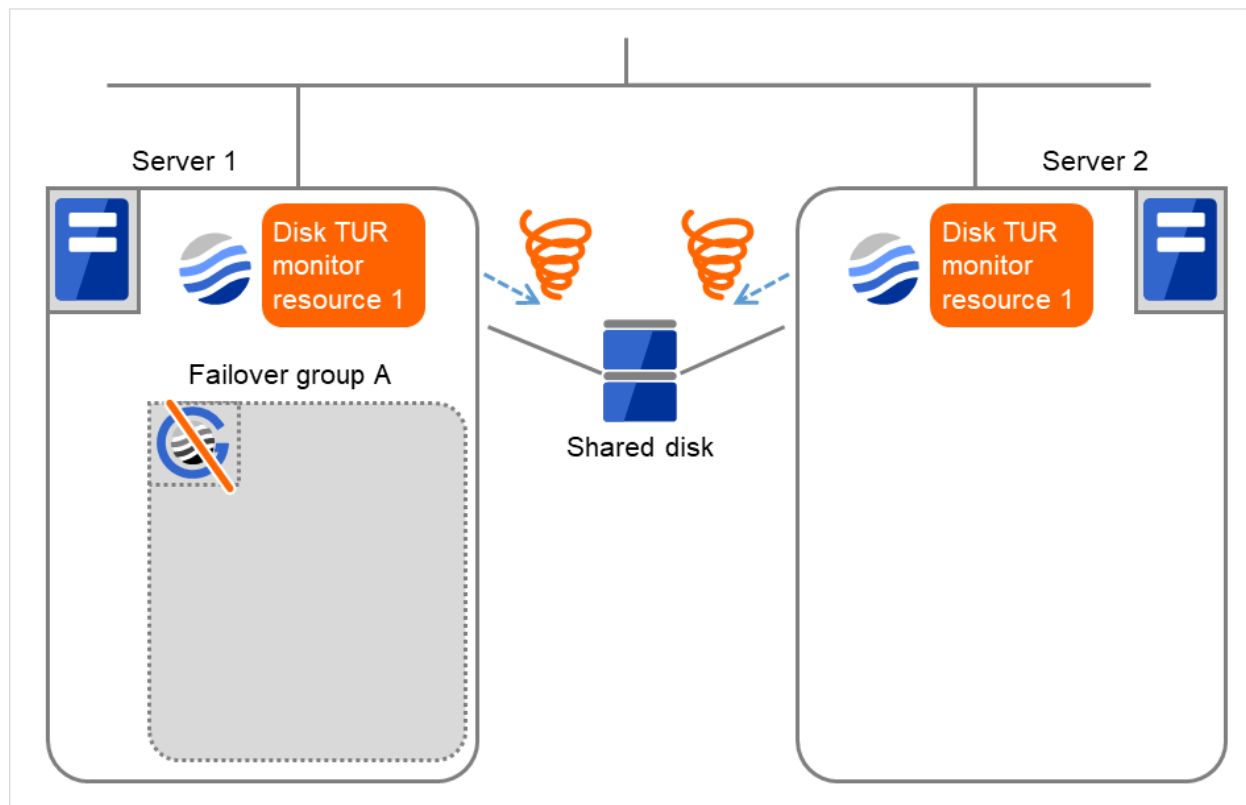 Server 1
Server 2
Disk TUR
monitor
resource 1
Disk TUR
monitor
resource 1
Failover group A
Shared disk